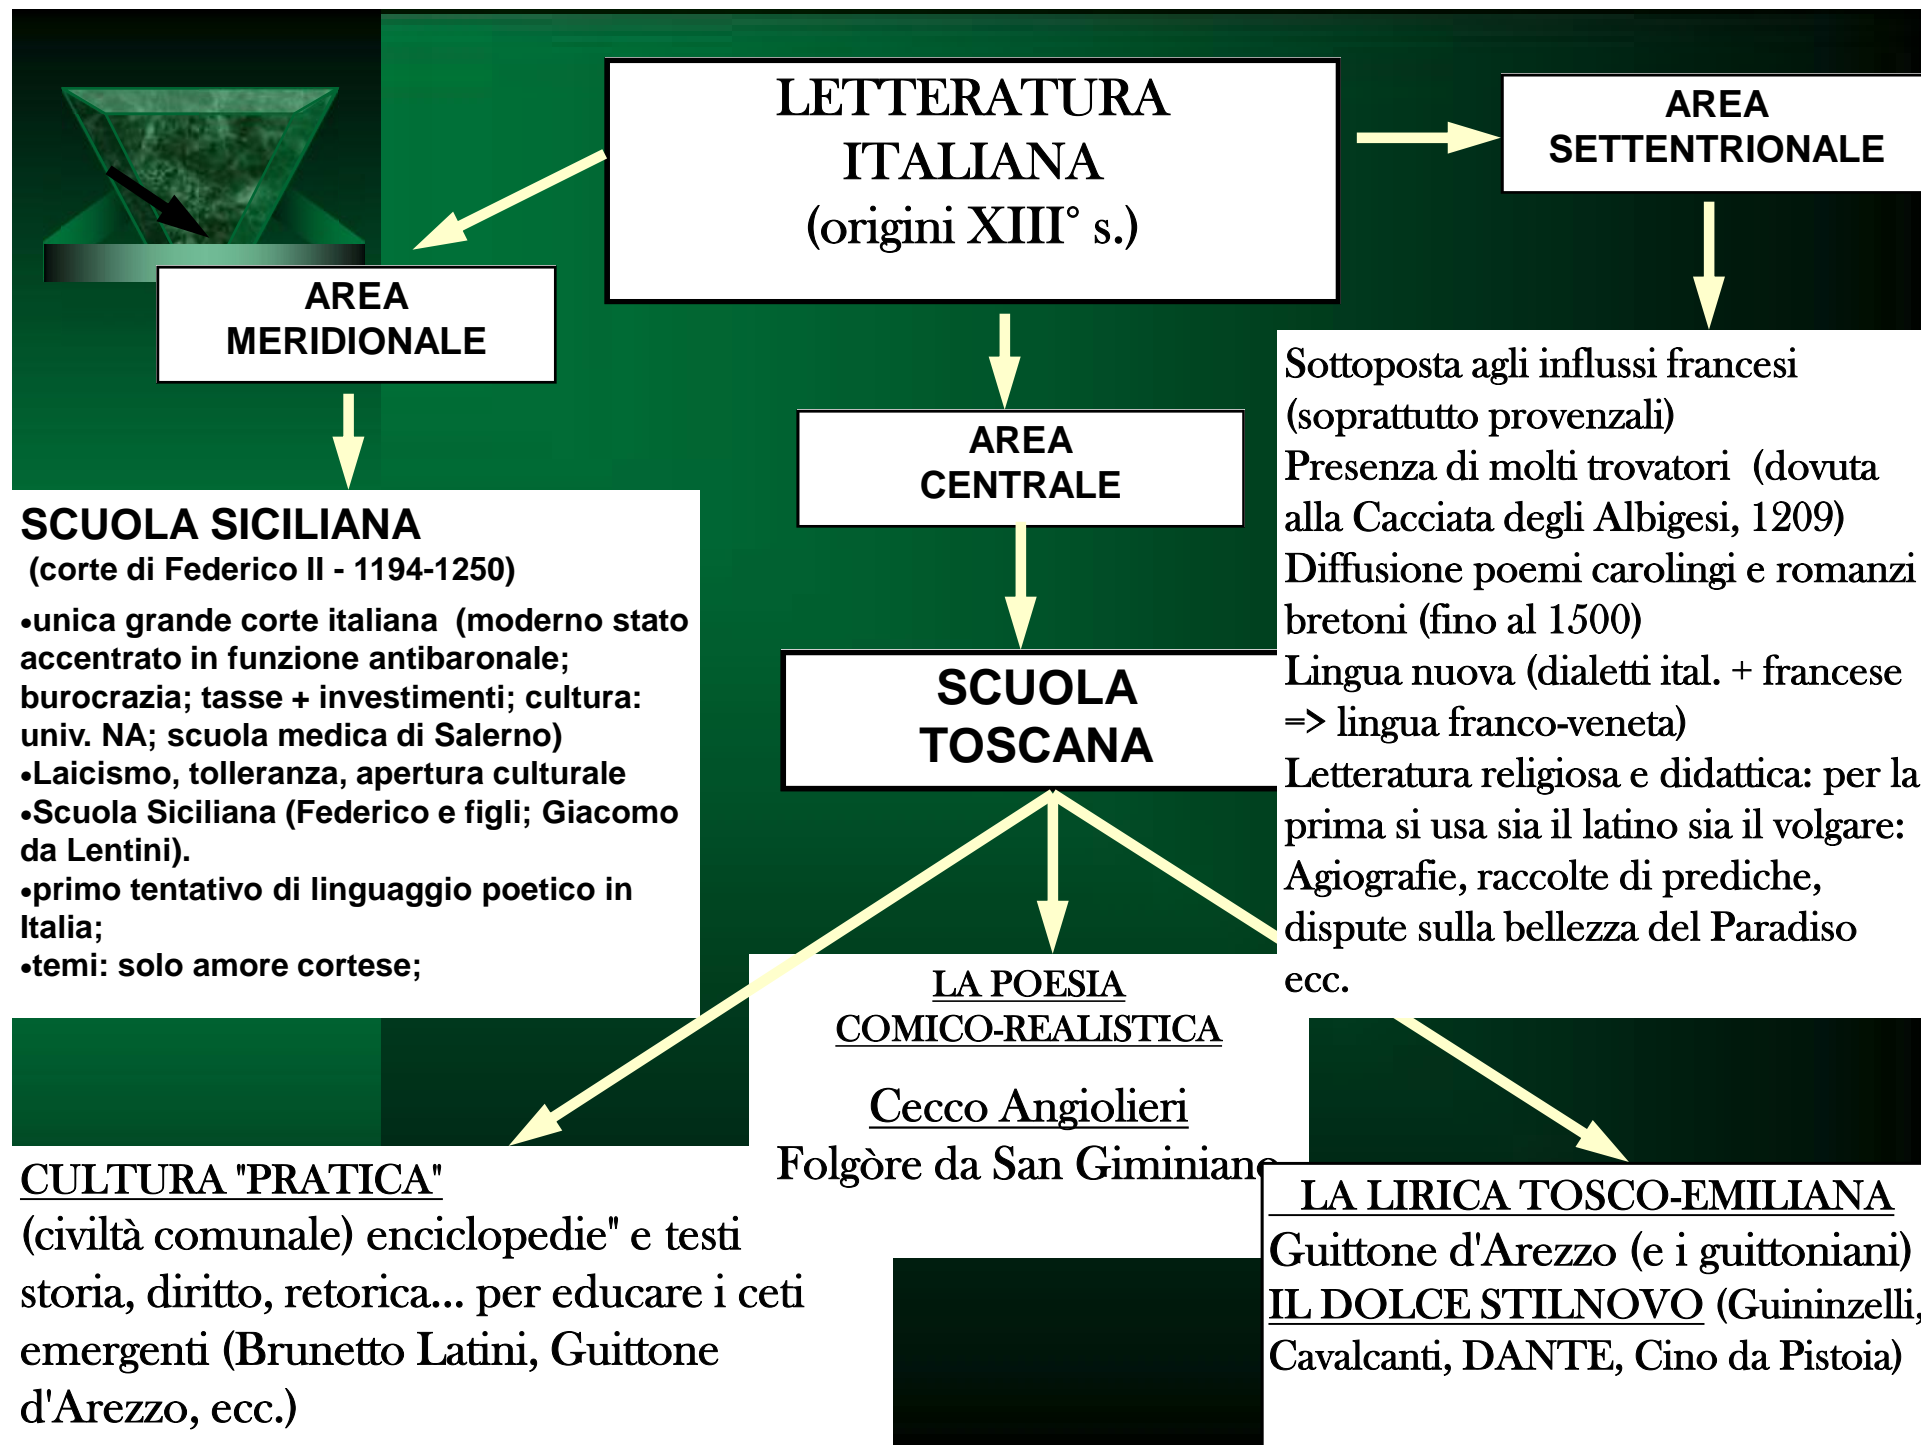 LETTERATURA
ITALIANA
(origini XIII° s.)
AREA
SETTENTRIONALE
AREA
MERIDIONALE
AREA
CENTRALE
SCUOLA SICILIANA
(corte di Federico II - 1194-1250)
•unica grande corte italiana (moderno stato
accentrato in funzione antibaronale;
burocrazia; tasse + investimenti; cultura:
univ. NA; scuola medica di Salerno)
•Laicismo, tolleranza, apertura culturale
•Scuola Siciliana (Federico e figli; Giacomo
da Lentini).
•primo tentativo di linguaggio poetico in
Italia;
•temi: solo amore cortese;
SCUOLA
TOSCANA
Sottoposta agli influssi francesi
(soprattutto provenzali)
Presenza di molti trovatori (dovuta
alla Cacciata degli Albigesi, 1209)
Diffusione poemi carolingi e romanzi
bretoni (fino al 1500)
Lingua nuova (dialetti ital. + francese
=> lingua franco-veneta)
Letteratura religiosa e didattica: per la
prima si usa sia il latino sia il volgare:
Agiografie, raccolte di prediche,
dispute sulla bellezza del Paradiso
ecc.
LA POESIA
COMICO-REALISTICA
Cecco Angiolieri
Folgòre da San Giminiano
CULTURA "PRATICA"
(civiltà comunale) enciclopedie" e testi
storia, diritto, retorica... per educare i ceti
emergenti (Brunetto Latini, Guittone
d'Arezzo, ecc.)
LA LIRICA TOSCO-EMILIANA
Guittone d'Arezzo (e i guittoniani)
IL DOLCE STILNOVO (Guininzelli,
Cavalcanti, DANTE, Cino da Pistoia)